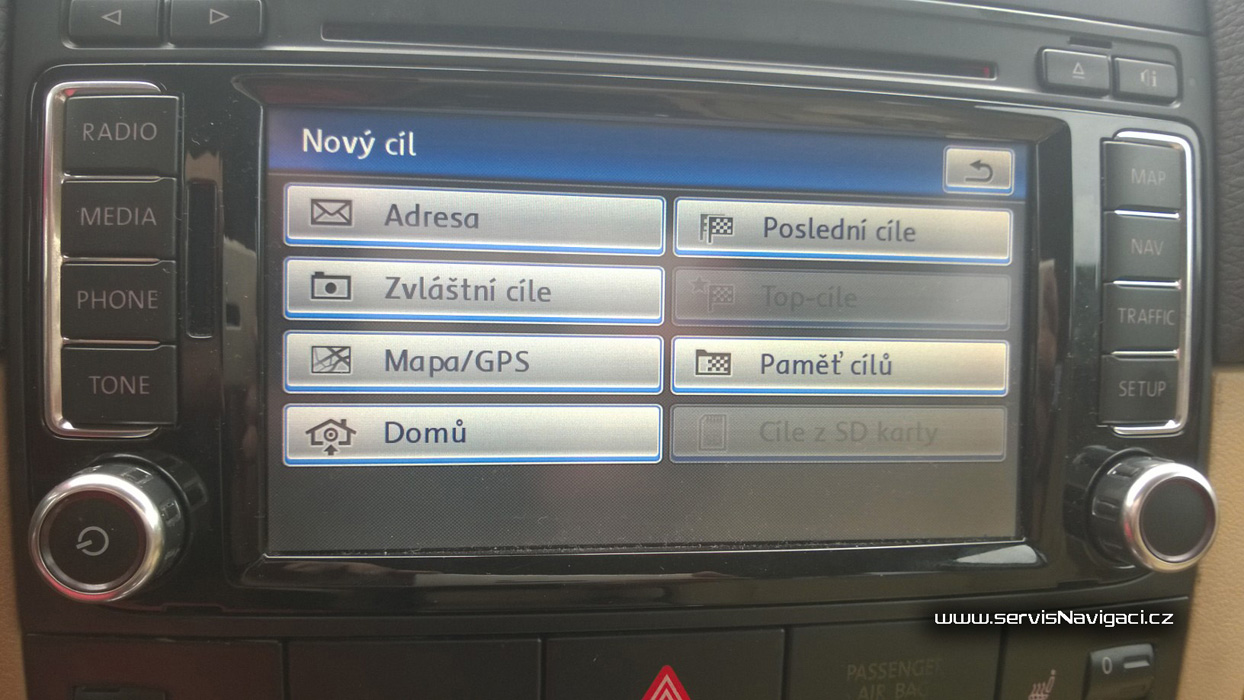 RADIO
MEDIA
PHONE
TONE
Nový cíl
Adresa
Poslední cíle
Zvláštní cíle
Top-cíle
Mapa/GPS
Paměť cílů
Domů
Cíle z SD karty
MAP
NAV
TRAFFIC
SETUP
www.servisNavigaci.cz
PASSENGER
AIR BAG
0